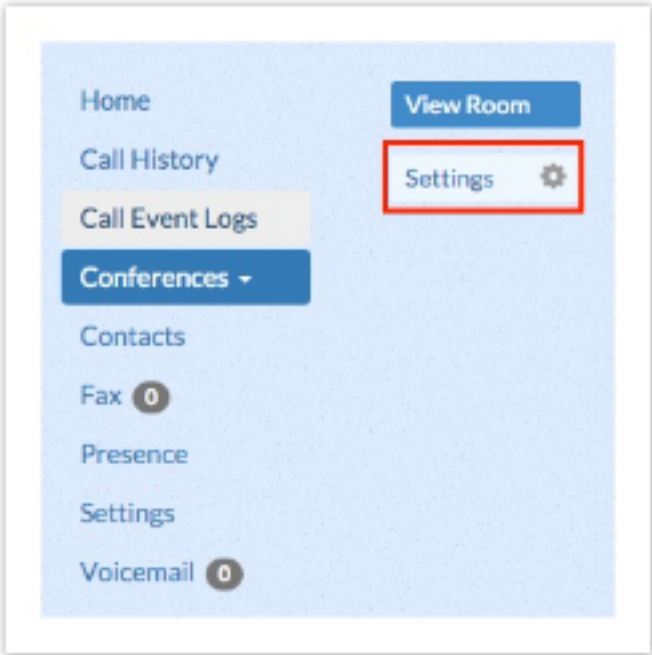 Home
Call History
Call Event Logs
Conferences
Contacts
Fax 0
Presence
Settings
Voicemail 0
View Room
Settings